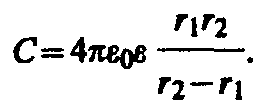 C = 4πε₀ε r₁r₂ / (r₂ − r₁).